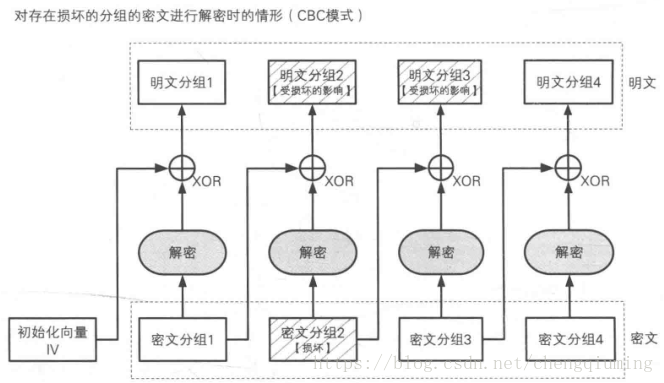 对存在损坏的分组的密文进行解密时的情形（CBC模式）
明文分组1
明文分组2
【受损坏的影响】
明文分组3
【受损坏的影响】
明文分组4
明文
XOR
XOR
XOR
XOR
解密
解密
解密
解密
初始化向量
IV
密文分组1
密文分组2
【损坏】
密文分组3
密文分组4
密文
https://blog.csdn.net/chengqiuming